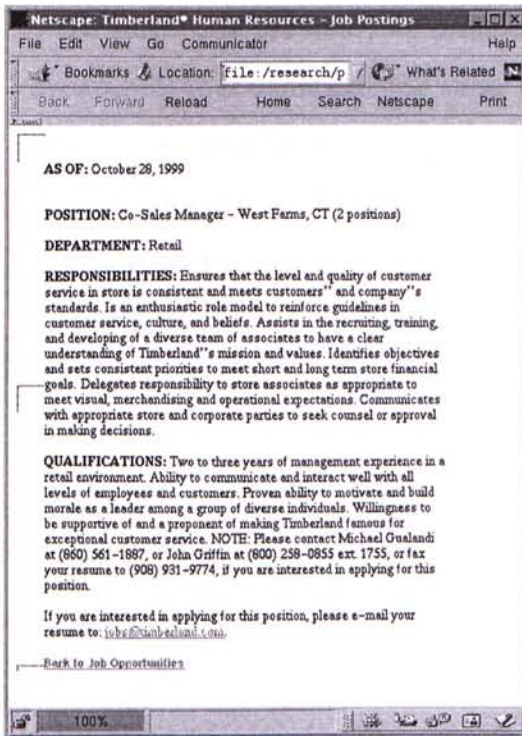 Netscape: Timberland® Human Resources – Job Postings
File Edit View Go Communicator Help
Bookmarks Location: file:/research/p What's Related N
Back Forward Reload Home Search Netscape Print
AS OF: October 28, 1999
POSITION: Co-Sales Manager – West Farms, CT (2 positions)
DEPARTMENT: Retail
RESPONSIBILITIES: Ensures that the level and quality of customer
service in store is consistent and meets customers'' and company''s
standards. Is an enthusiastic role model to reinforce guidelines in
customer service, culture, and beliefs. Assists in the recruiting, training,
and developing of a diverse team of associates to have a clear
understanding of Timberland''s mission and values. Identifies objectives
and sets consistent priorities to meet short and long term store financial
goals. Delegates responsibility to store associates as appropriate to
meet visual, merchandising and operational expectations. Communicates
with appropriate store and corporate parties to seek counsel or approval
in making decisions.
QUALIFICATIONS: Two to three years of management experience in a
retail environment. Ability to communicate and interact well with all
levels of employees and customers. Proven ability to motivate and build
morale as a leader among a group of diverse individuals. Willingness to
be supportive of and a proponent of making Timberland famous for
exceptional customer service. NOTE: Please contact Michael Gualandi
at (860) 561-1887, or John Griffin at (800) 258-0855 ext. 1755, or fax
your resume to (908) 931-9774, if you are interested in applying for this
position.
If you are interested in applying for this position, please e-mail your
resume to: jobs@timberland.com.
Back to Job Opportunities
100%